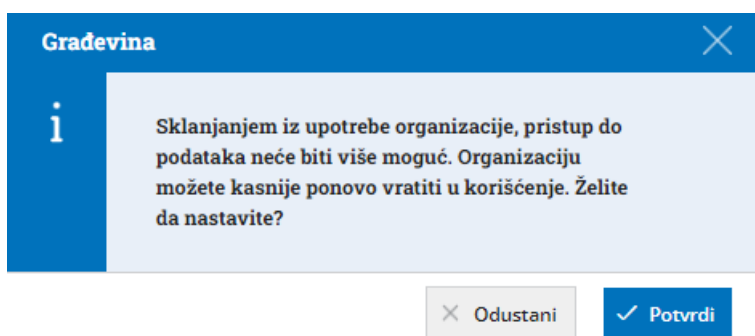 Građevina
Sklanjanjem iz upotrebe organizacije, pristup do
podataka neće biti više moguć. Organizaciju
možete kasnije ponovo vratiti u korišćenje. Želite
da nastavite?
Odustani
Potvrdi